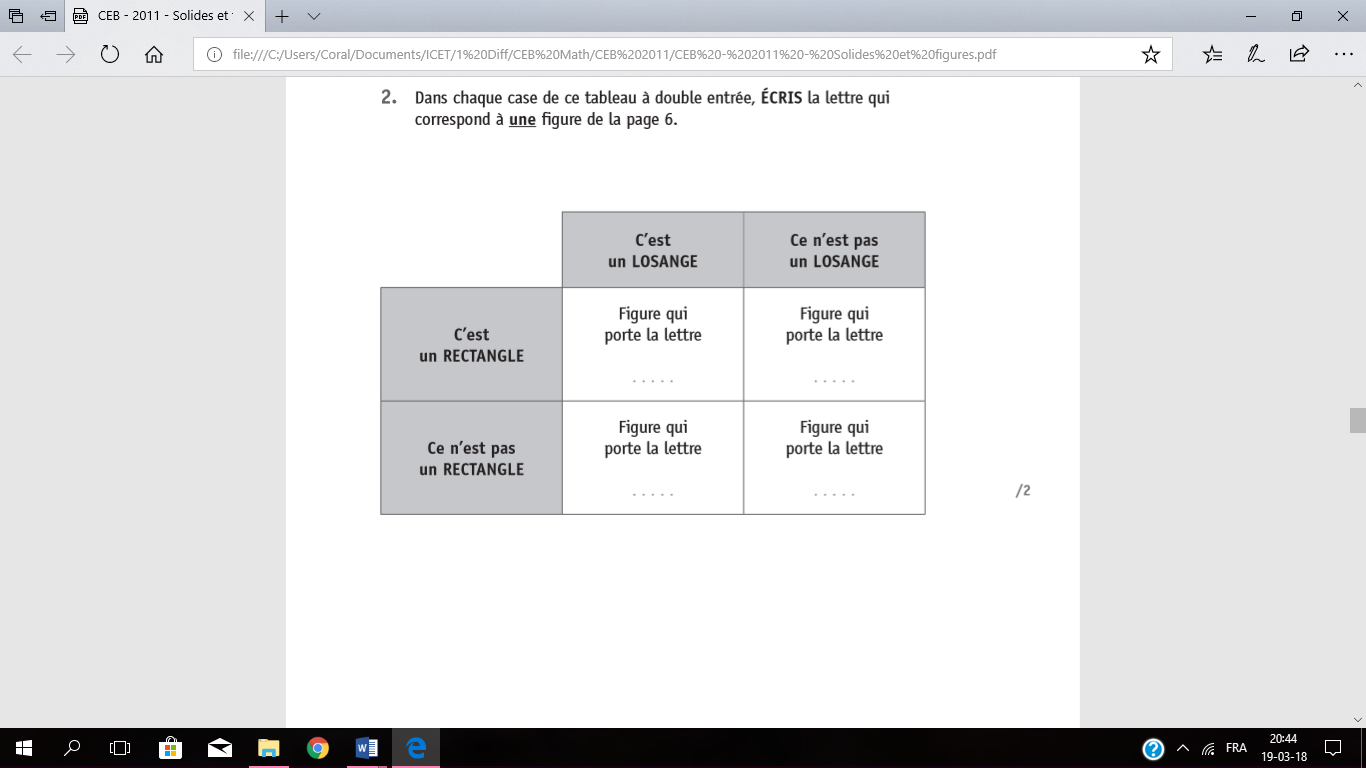 CEB - 2011 - Solides et
file:///C:/Users/Coral/Documents/ICET/1%20Diff/CEB%20Math/CEB%202011/CEB%20-%202011%20-%20Solides%20et%20figures.pdf
2. Dans chaque case de ce tableau à double entrée, ÉCRIS la lettre qui
correspond à une figure de la page 6.
C'est
un LOSANGE
Ce n'est pas
un LOSANGE
C'est
un RECTANGLE
Figure qui
porte la lettre
. . . . .
Figure qui
porte la lettre
. . . . .
Ce n'est pas
un RECTANGLE
Figure qui
porte la lettre
. . . . .
Figure qui
porte la lettre
. . . . .
/2
FRA
20:44
19-03-18